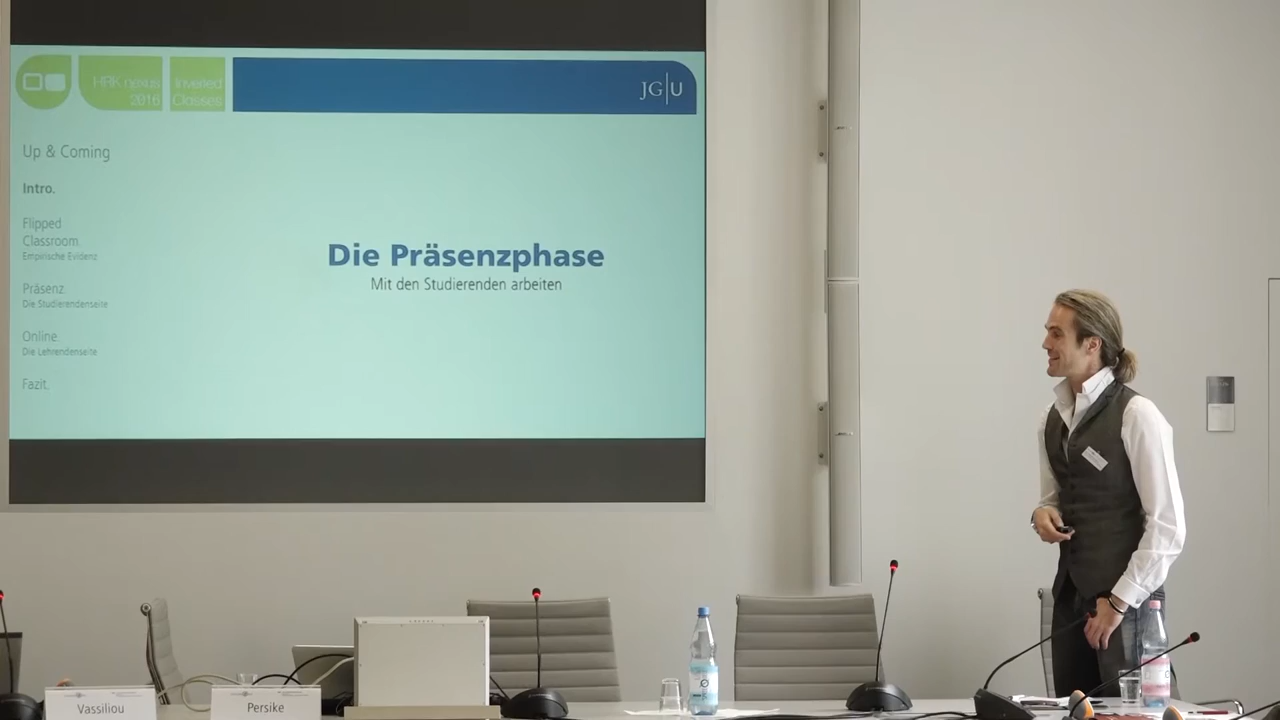 HRK nexus
2016
Inverted
Classes
JG|U
Up & Coming
Intro.
Flipped
Classroom.
Empirische Evidenz
Präsenz.
Die Studierendenseite
Online.
Die Lehrendenseite
Fazit.
Die Präsenzphase
Mit den Studierenden arbeiten
Vassiliou
Persike